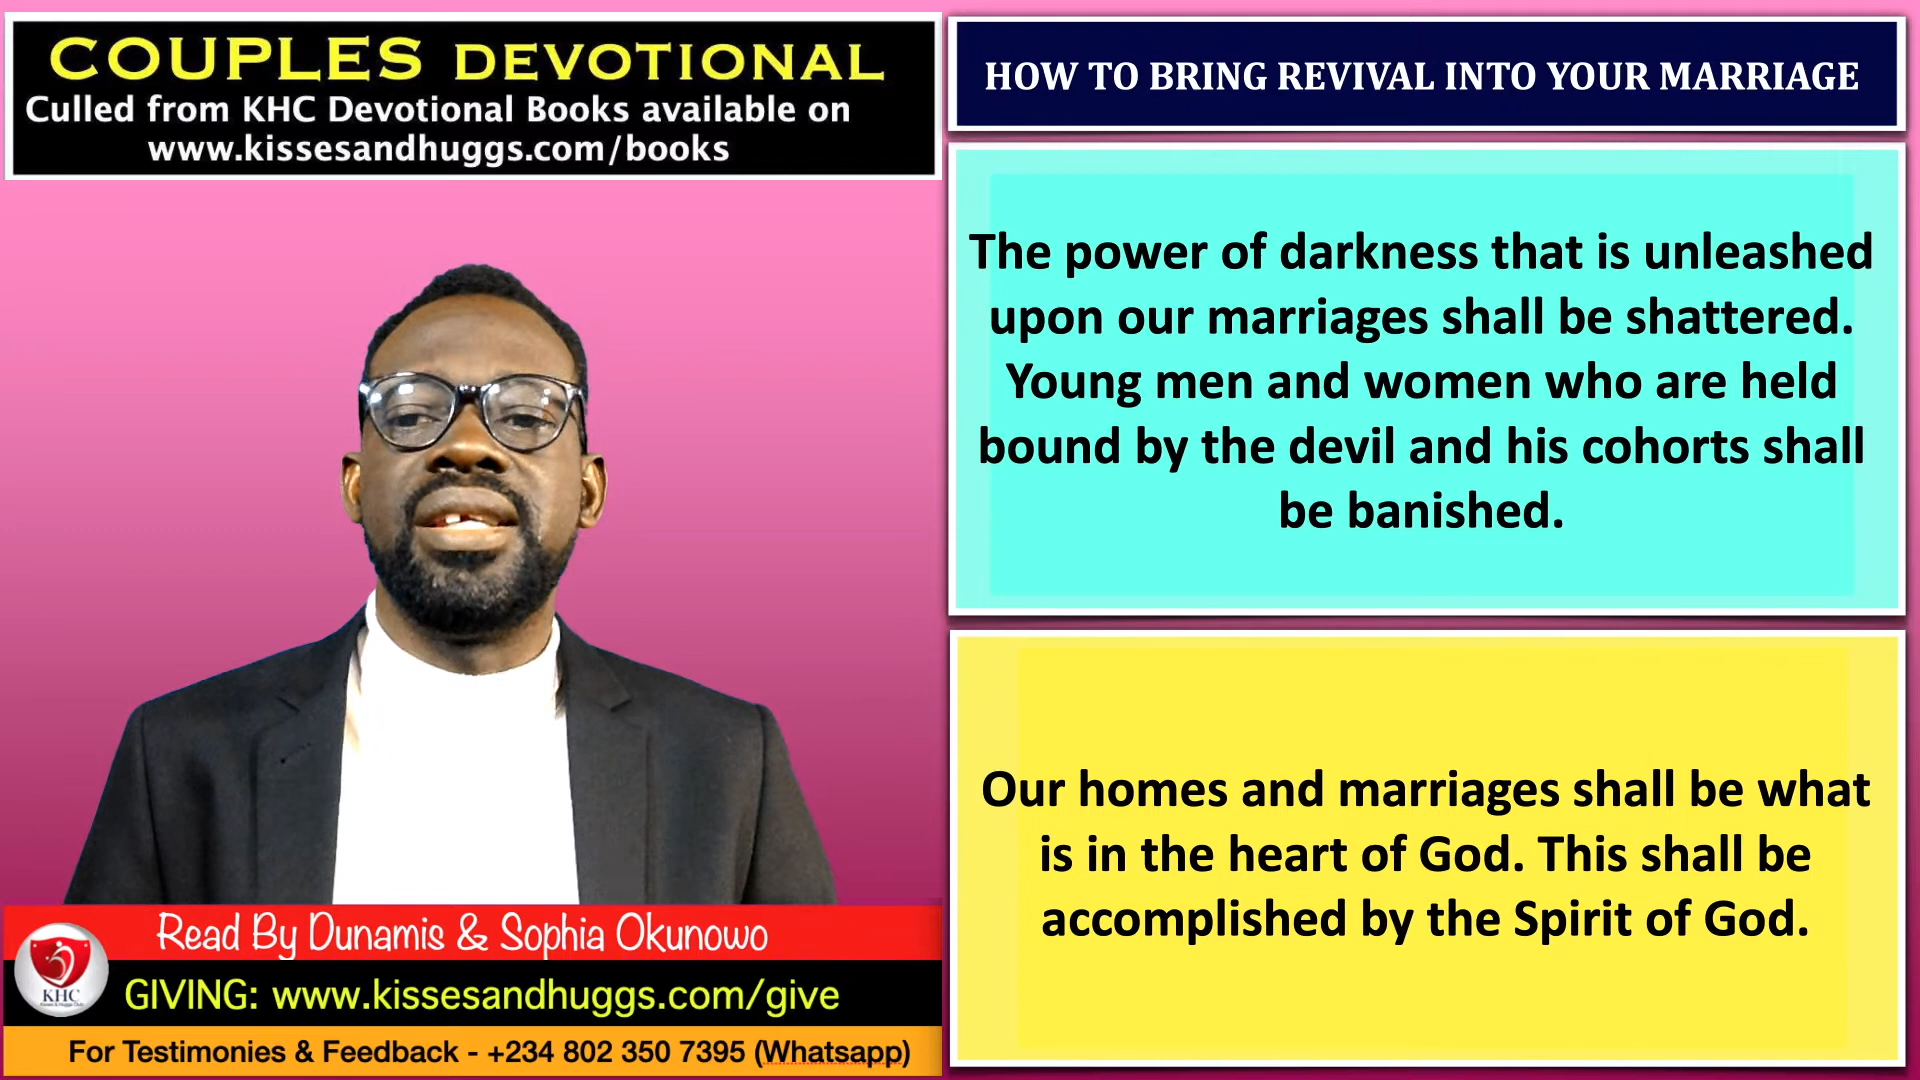 COUPLES DEVOTIONAL
Culled from KHC Devotional Books available on
www.kissesandhuggs.com/books
HOW TO BRING REVIVAL INTO YOUR MARRIAGE
The power of darkness that is unleashed
upon our marriages shall be shattered.
Young men and women who are held
bound by the devil and his cohorts shall
be banished.
Our homes and marriages shall be what
is in the heart of God. This shall be
accomplished by the Spirit of God.
Read By Dunamis & Sophia Okunowo
KHC
GIVING: www.kissesandhuggs.com/give
For Testimonies & Feedback - +234 802 350 7395 (Whatsapp)